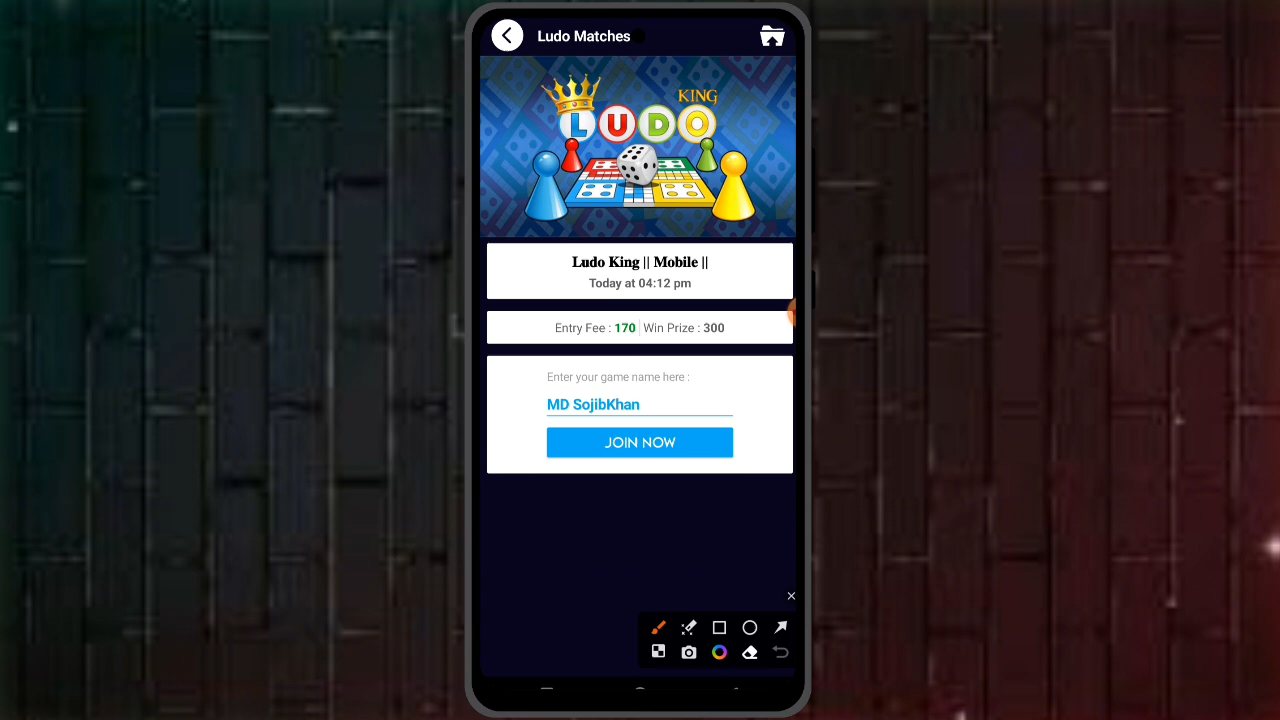 Ludo Matches
KING
LUDO
Ludo King || Mobile ||
Today at 04:12 pm
Entry Fee : 170 | Win Prize : 300
Enter your game name here :
MD SojibKhan
JOIN NOW